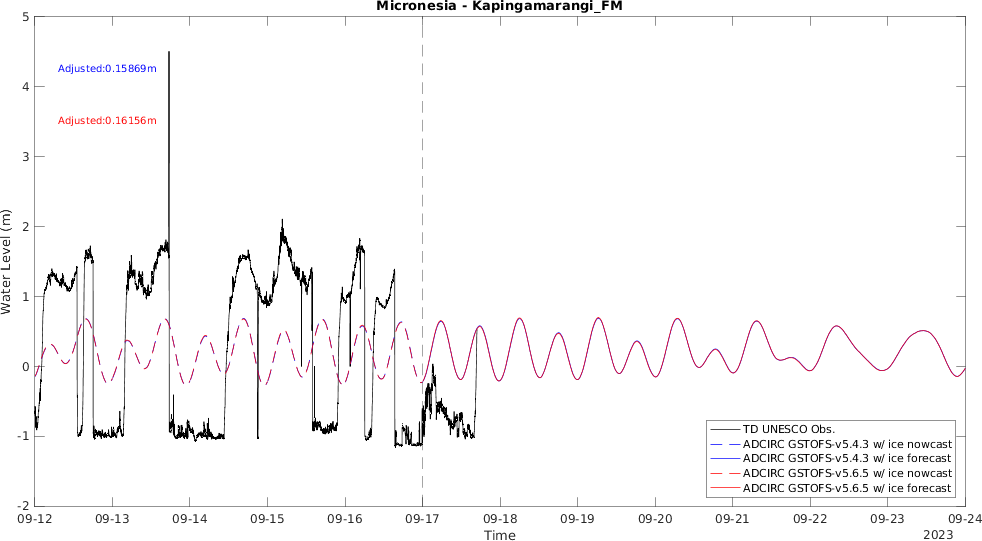 Micronesia - Kapingamarangi_FM
5
4
3
2
1
0
-1
-2
Water Level (m)
Adjusted:0.15869m
Adjusted:0.16156m
TD UNESCO Obs.
ADCIRC GSTOFS-v5.4.3 w/ ice nowcast
ADCIRC GSTOFS-v5.4.3 w/ ice forecast
ADCIRC GSTOFS-v5.6.5 w/ ice nowcast
ADCIRC GSTOFS-v5.6.5 w/ ice forecast
09-12 09-13 09-14 09-15 09-16 09-17 09-18 09-19 09-20 09-21 09-22 09-23 09-24
Time
2023